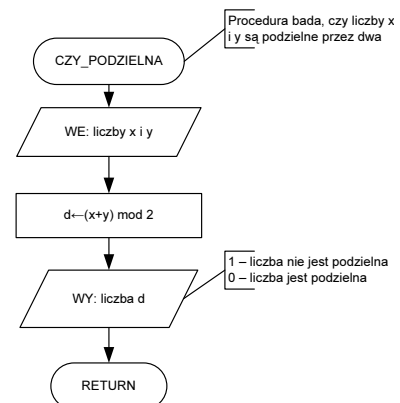 Procedura bada, czy liczby x
i y są podzielne przez dwa
CZY_PODZIELNA
WE: liczby x i y
d←(x+y) mod 2
1 – liczba nie jest podzielna
0 – liczba jest podzielna
WY: liczba d
RETURN